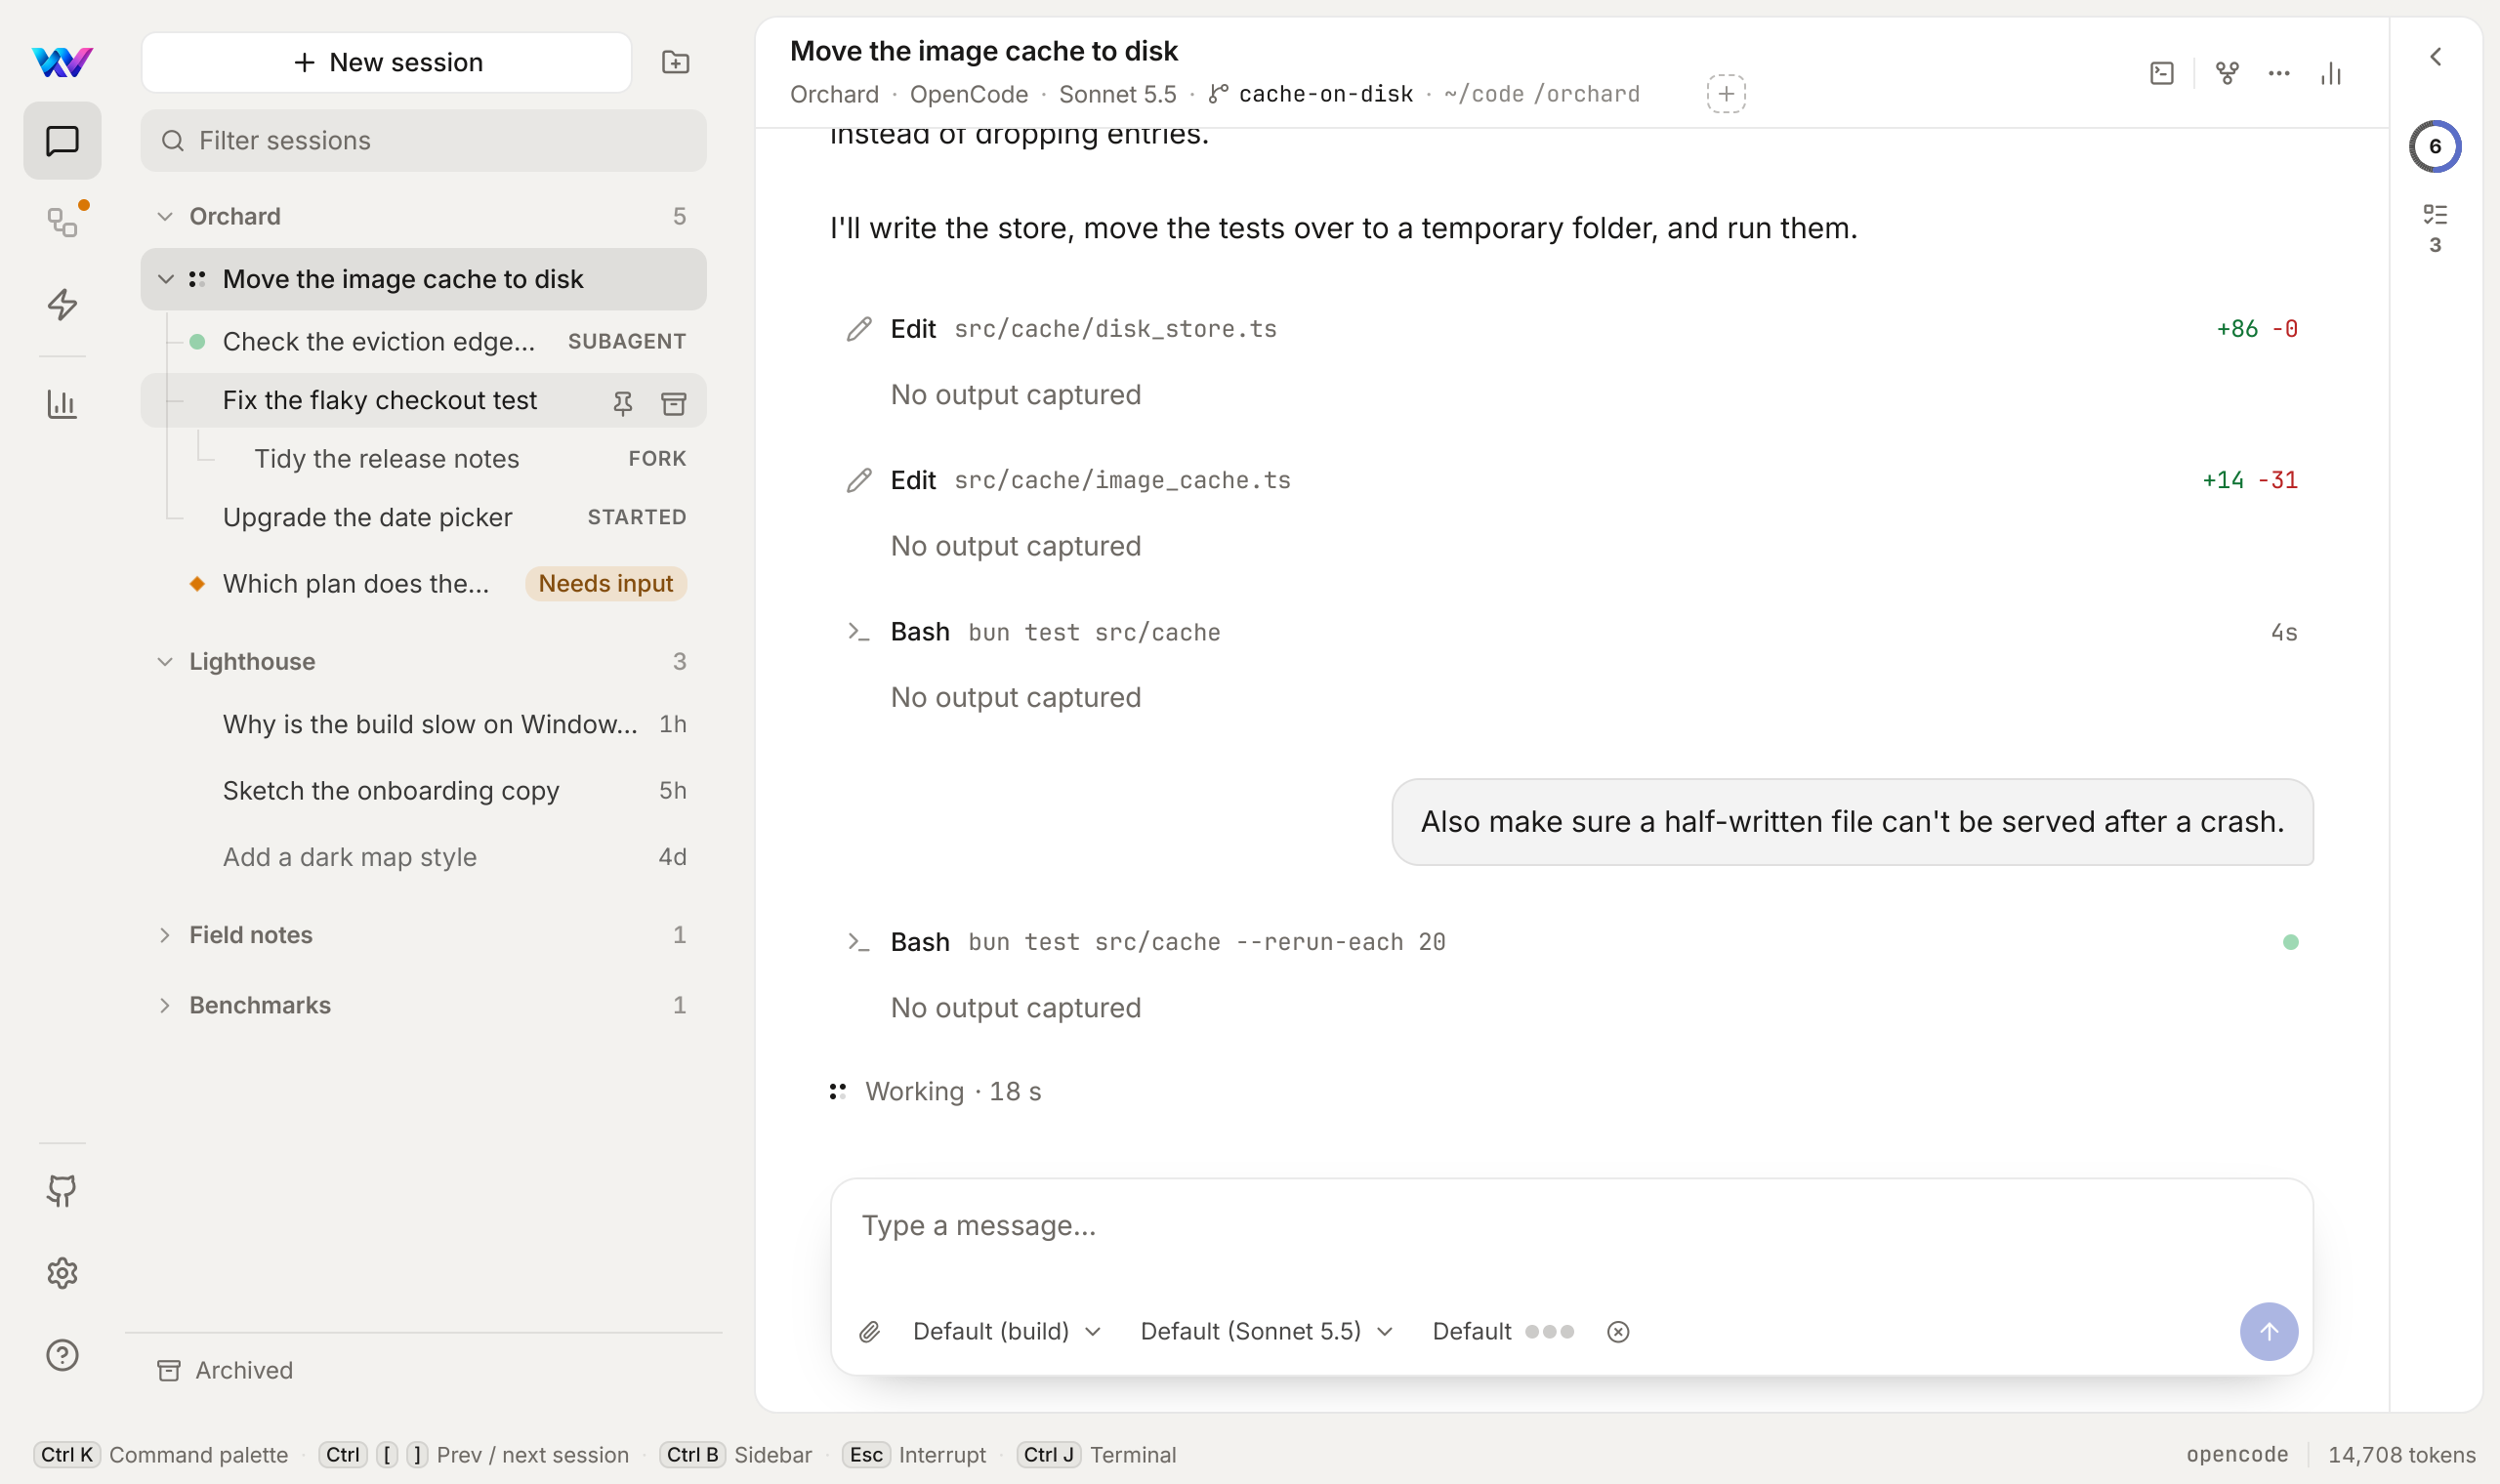 New session
Filter sessions
Orchard 5
Move the image cache to disk
Check the eviction edge... SUBAGENT
Fix the flaky checkout test
Tidy the release notes FORK
Upgrade the date picker STARTED
Which plan does the... Needs input
Lighthouse 3
Why is the build slow on Window... 1h
Sketch the onboarding copy 5h
Add a dark map style 4d
Field notes 1
Benchmarks 1
Archived
Move the image cache to disk
Orchard · OpenCode · Sonnet 5.5 · cache-on-disk · ~/code /orchard
instead of dropping entries.
I'll write the store, move the tests over to a temporary folder, and run them.
Edit src/cache/disk_store.ts +86 -0
No output captured
Edit src/cache/image_cache.ts +14 -31
No output captured
Bash bun test src/cache 4s
No output captured
Also make sure a half-written file can't be served after a crash.
Bash bun test src/cache --rerun-each 20
No output captured
Working · 18 s
Type a message...
Default (build) Default (Sonnet 5.5) Default
6
3
Ctrl K Command palette · Ctrl [ ] Prev / next session · Ctrl B Sidebar · Esc Interrupt · Ctrl J Terminal
opencode 14,708 tokens